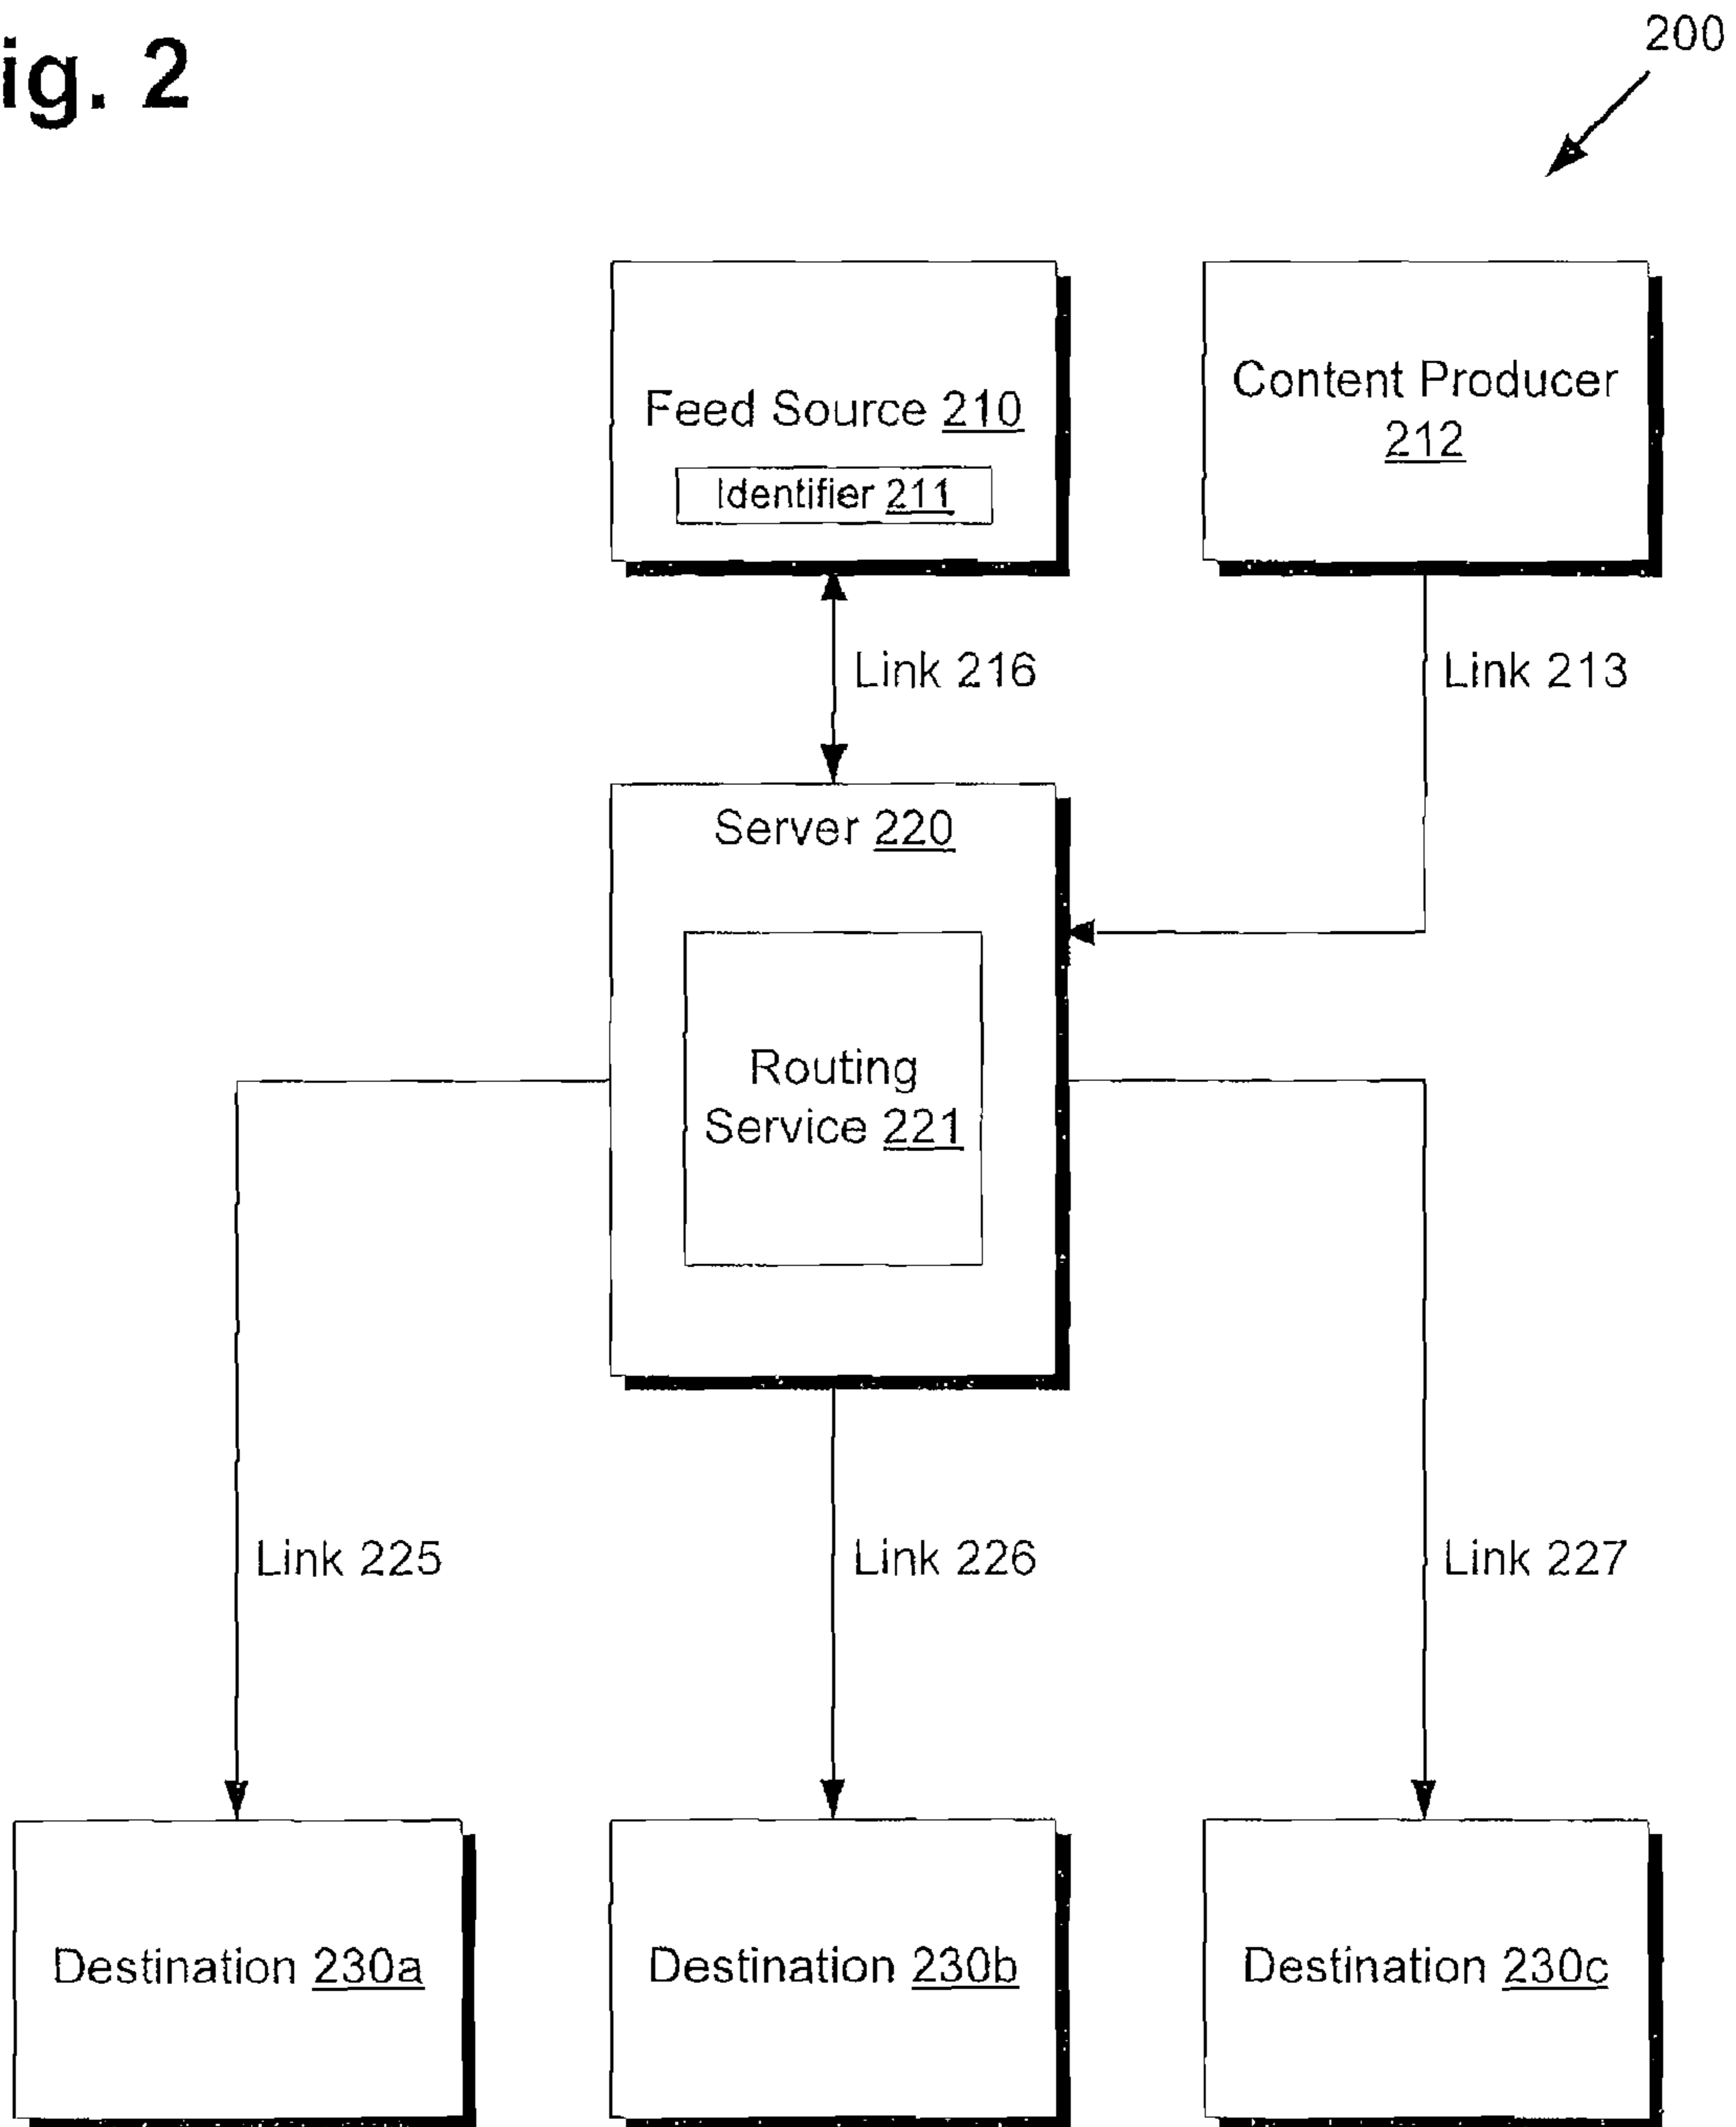 ig. 2
200
Feed Source 210
Identifier 211
Content Producer
212
Link 216
Link 213
Server 220
Routing
Service 221
Link 225
Link 226
Link 227
Destination 230a
Destination 230b
Destination 230c